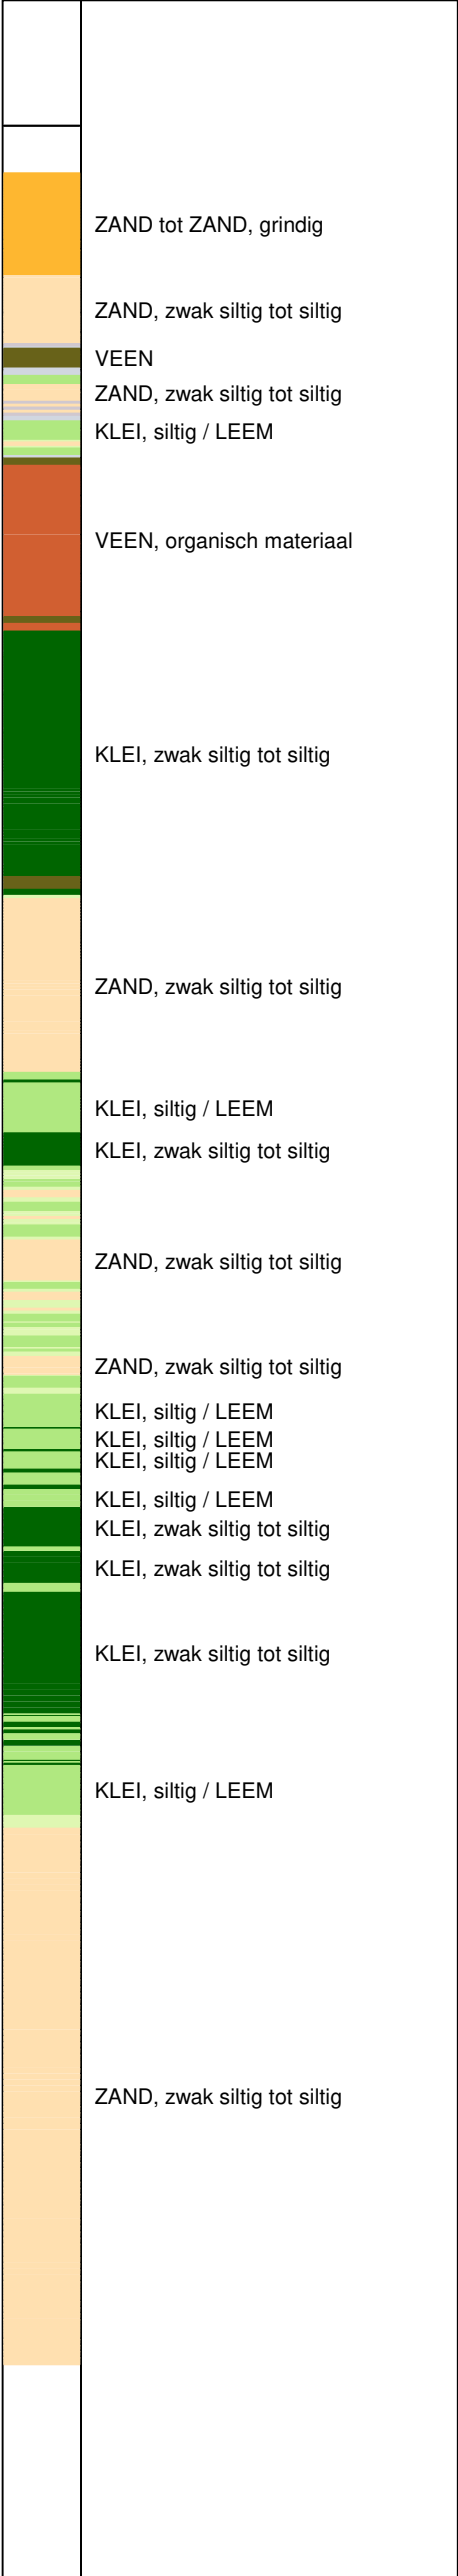 ZAND tot ZAND, grindig
ZAND, zwak siltig tot siltig
VEEN
ZAND, zwak siltig tot siltig
KLEI, siltig / LEEM
VEEN, organisch materiaal
KLEI, zwak siltig tot siltig
ZAND, zwak siltig tot siltig
KLEI, siltig / LEEM
KLEI, zwak siltig tot siltig
ZAND, zwak siltig tot siltig
ZAND, zwak siltig tot siltig
KLEI, siltig / LEEM
KLEI, siltig / LEEM
KLEI, siltig / LEEM
KLEI, siltig / LEEM
KLEI, zwak siltig tot siltig
KLEI, zwak siltig tot siltig
KLEI, zwak siltig tot siltig
KLEI, siltig / LEEM
ZAND, zwak siltig tot siltig